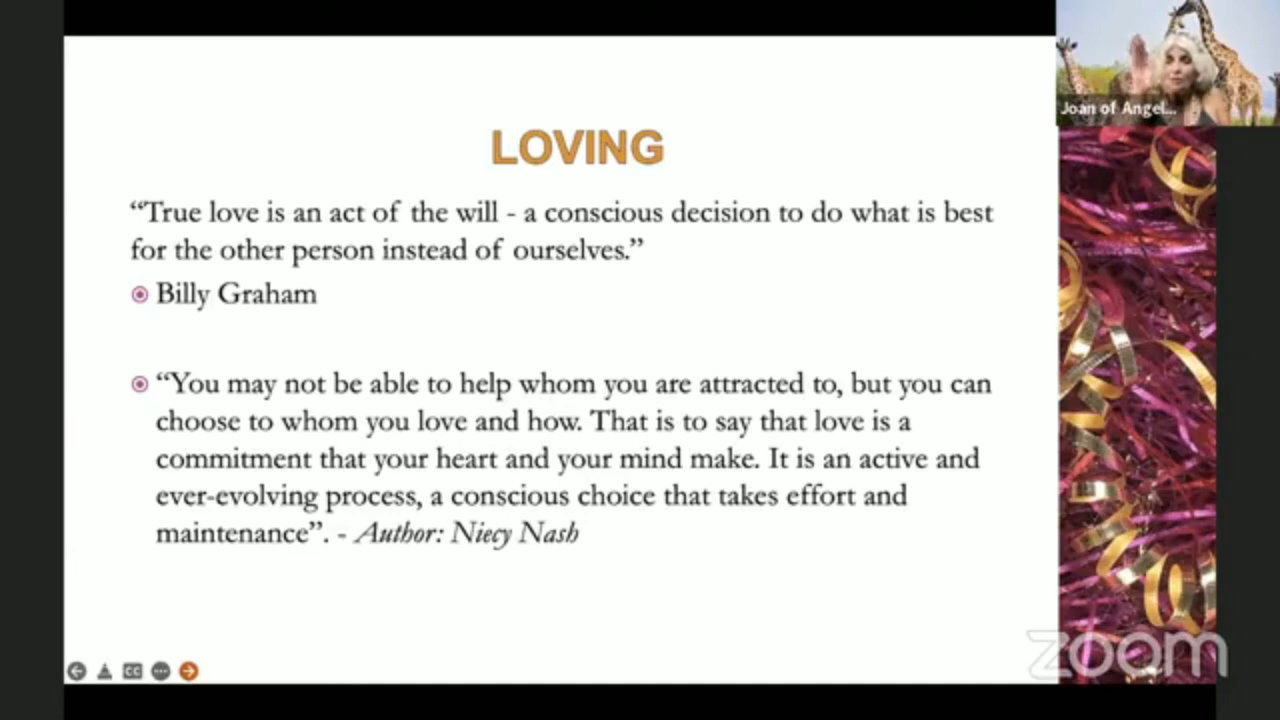 Joan of Angel...
LOVING
“True love is an act of the will - a conscious decision to do what is best
for the other person instead of ourselves.”
Billy Graham
“You may not be able to help whom you are attracted to, but you can
choose to whom you love and how. That is to say that love is a
commitment that your heart and your mind make. It is an active and
ever-evolving process, a conscious choice that takes effort and
maintenance”. - Author: Niecy Nash
CC
zoom